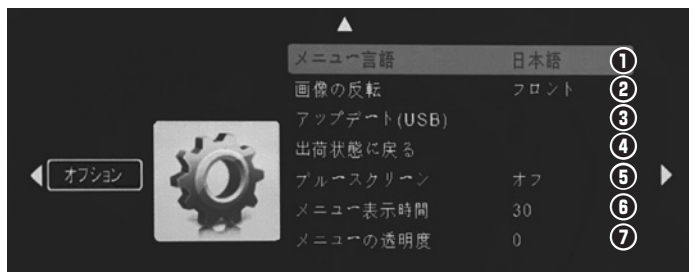 メニュー言語 日本語 ①
画像の反転 フロント ②
アップデート(USB) ③
出荷状態に戻る ④
オプション
ブルースクリーン オフ ⑤
メニュー表示時間 30 ⑥
メニューの透明度 0 ⑦